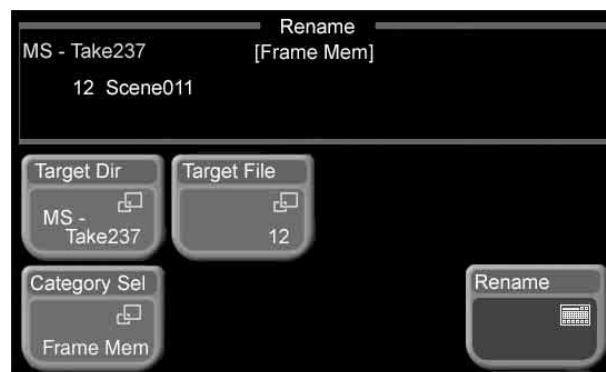 Rename
MS - Take237 [Frame Mem]
12 Scene011
Target Dir
MS -
Take237
Target File
12
Category Sel
Frame Mem
Rename